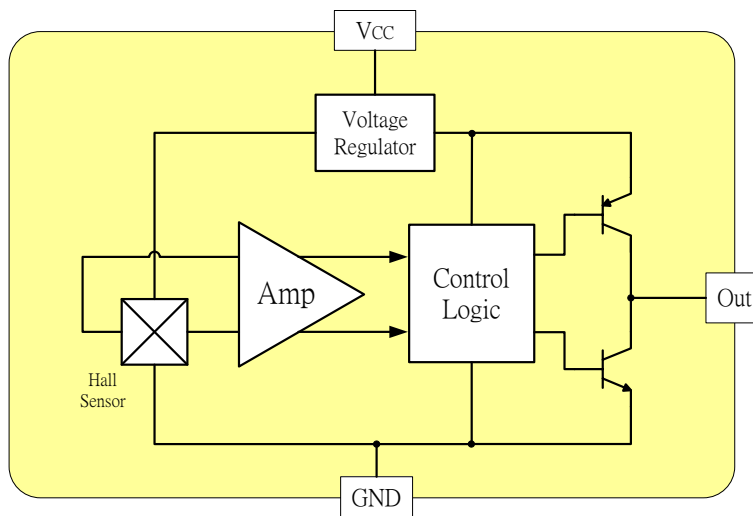 VCC
Voltage
Regulator
Amp
Control
Logic
Out
Hall
Sensor
GND